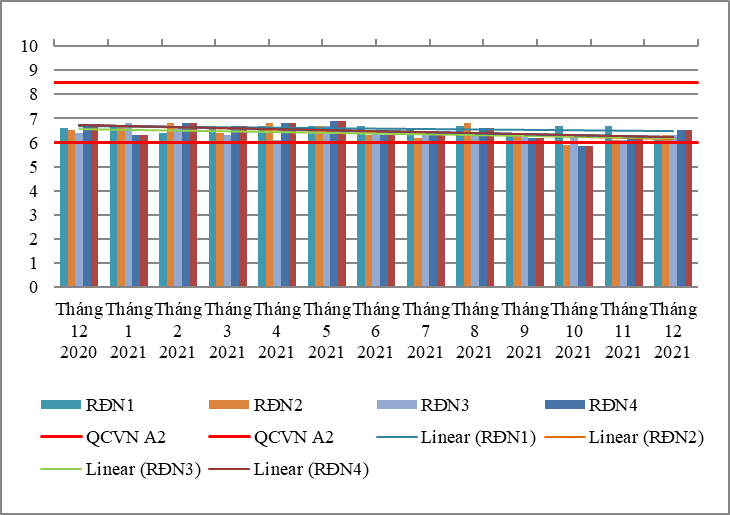 10
9
8
7
6
5
4
3
2
1
0
Tháng Tháng Tháng Tháng Tháng Tháng Tháng Tháng Tháng Tháng Tháng Tháng Tháng
12 1 2 3 4 5 6 7 8 9 10 11 12
2020 2021 2021 2021 2021 2021 2021 2021 2021 2021 2021 2021 2021
RĐN1 RĐN2 RĐN3 RĐN4
QCVN A2 QCVN A2 Linear (RĐN1) Linear (RĐN2)
Linear (RĐN3) Linear (RĐN4)